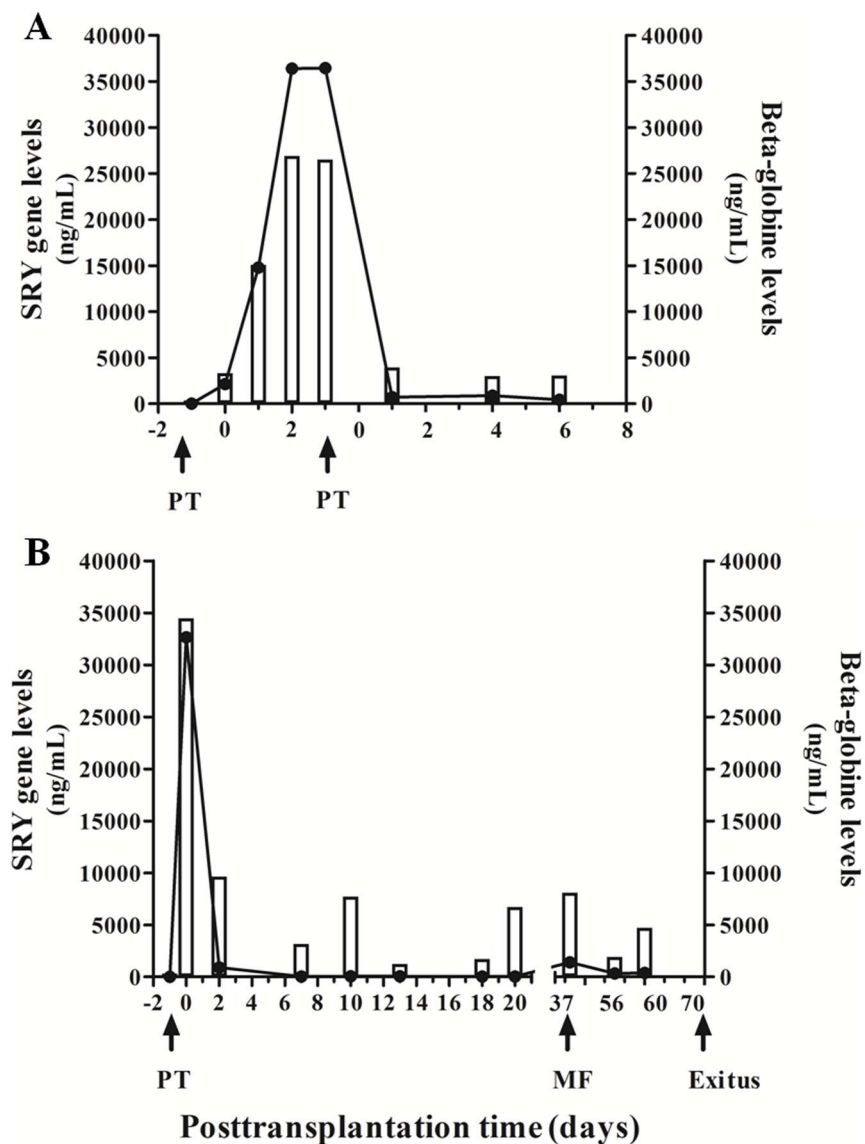 A
SRY gene levels
(ng/mL)
40000
35000
30000
25000
20000
15000
10000
5000
0
40000
35000
30000
25000
20000
15000
10000
5000
0
Beta-globine levels
(ng/mL)
-2 0 2 0 2 4 6 8
PT PT
B
SRY gene levels
(ng/mL)
40000
35000
30000
25000
20000
15000
10000
5000
0
40000
35000
30000
25000
20000
15000
10000
5000
0
Beta-globine levels
(ng/mL)
-2 0 2 4 6 8 10 12 14 16 18 20 37 56 60 70
PT MF Exitus
Posttransplantation time (days)